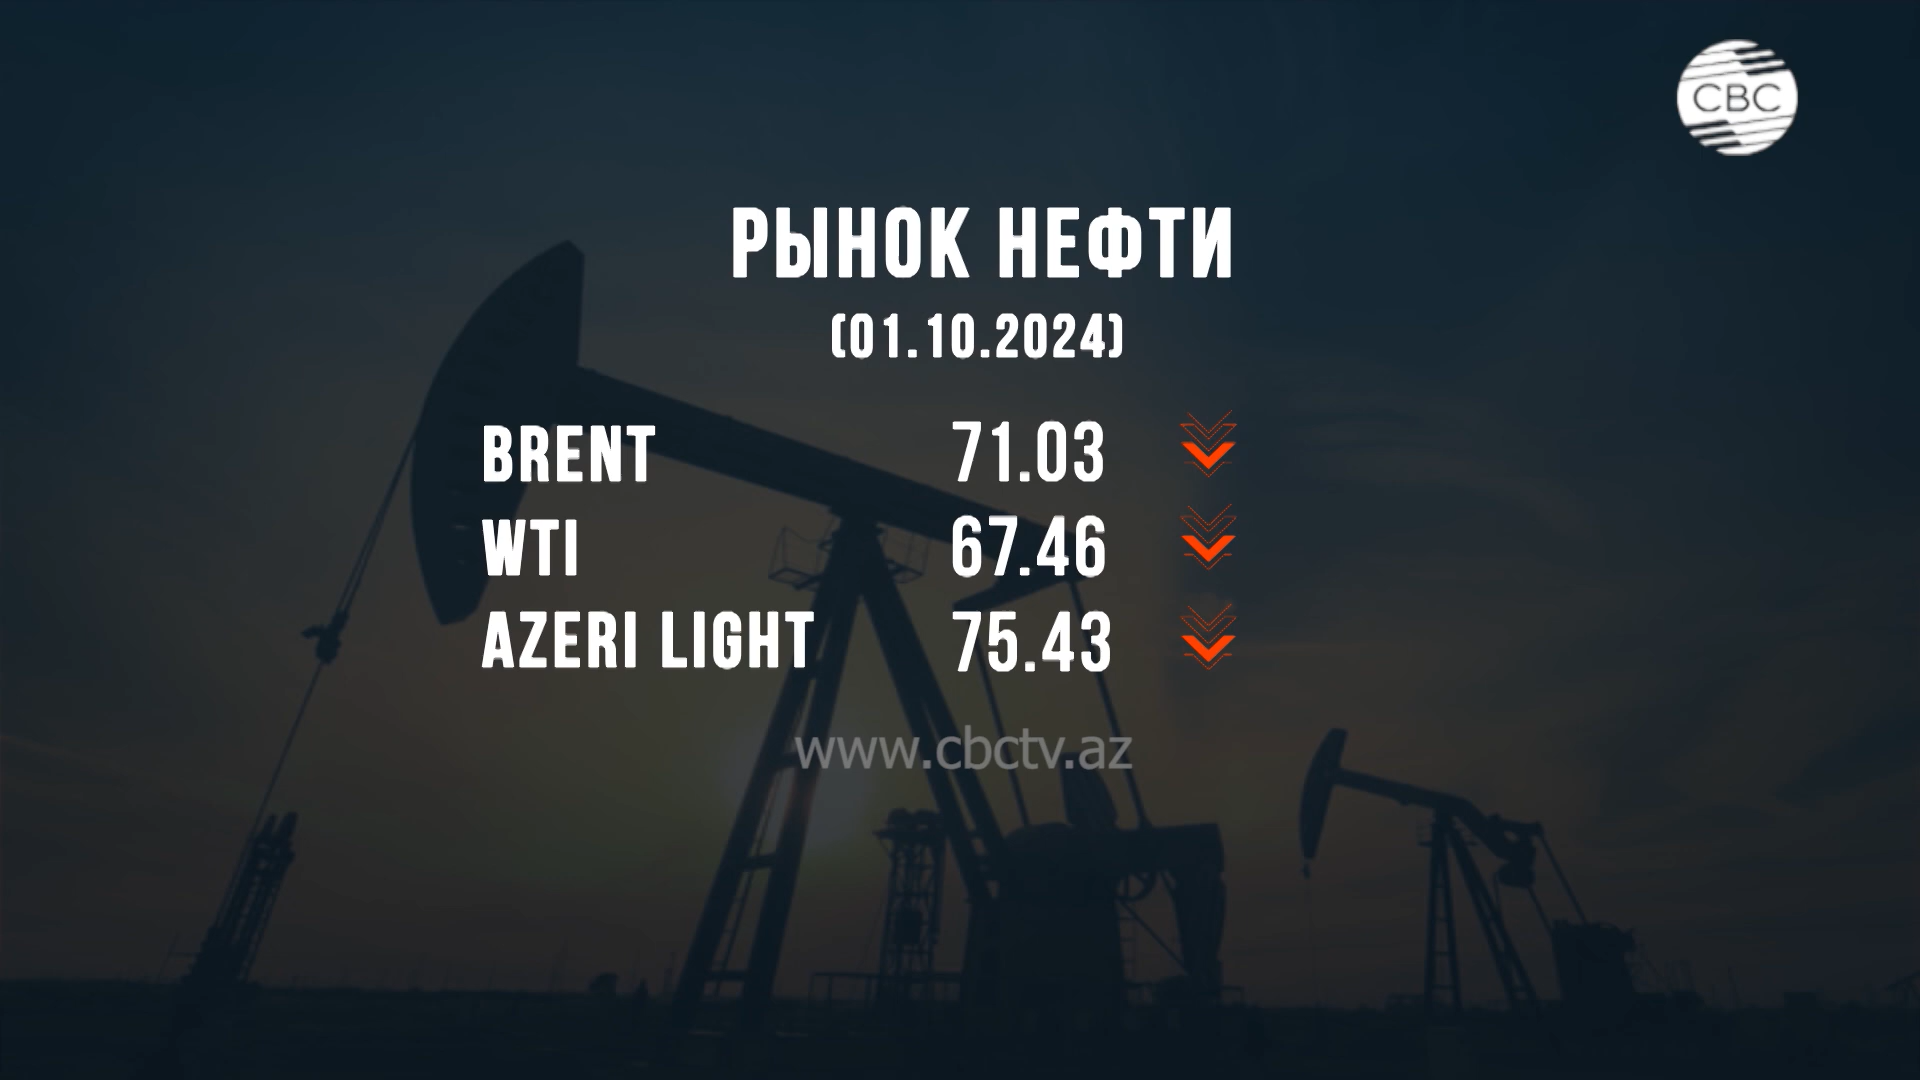 CBC
РЫНОК НЕФТИ
(01.10.2024)
BRENT 71.03
WTI 67.46
AZERI LIGHT 75.43
www.cbctv.az